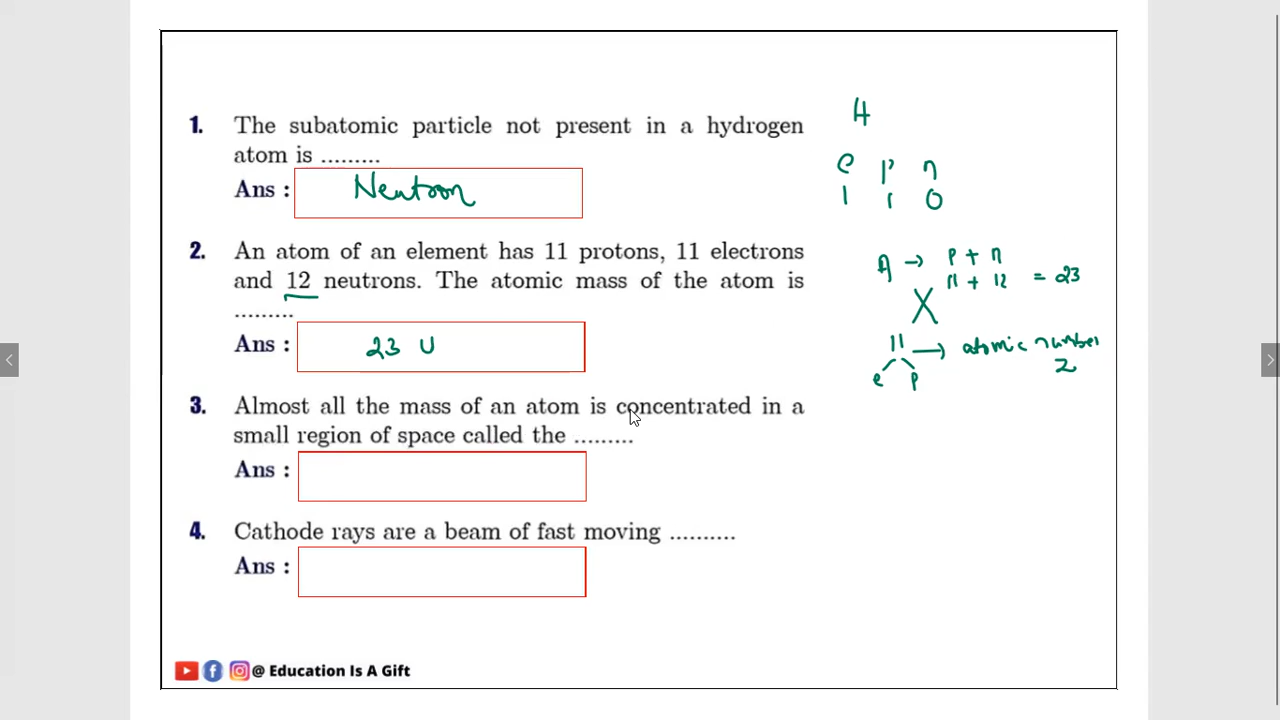 1. The subatomic particle not present in a hydrogen
atom is .........
Ans : Neutron
2. An atom of an element has 11 protons, 11 electrons
and 12 neutrons. The atomic mass of the atom is
.........
Ans : 23 U
3. Almost all the mass of an atom is concentrated in a
small region of space called the .........
Ans :
4. Cathode rays are a beam of fast moving ..........
Ans :
H
e p n
1 1 0
A → p + n
11 + 12 = 23
X
11 → atomic number
Z
e p
@ Education Is A Gift